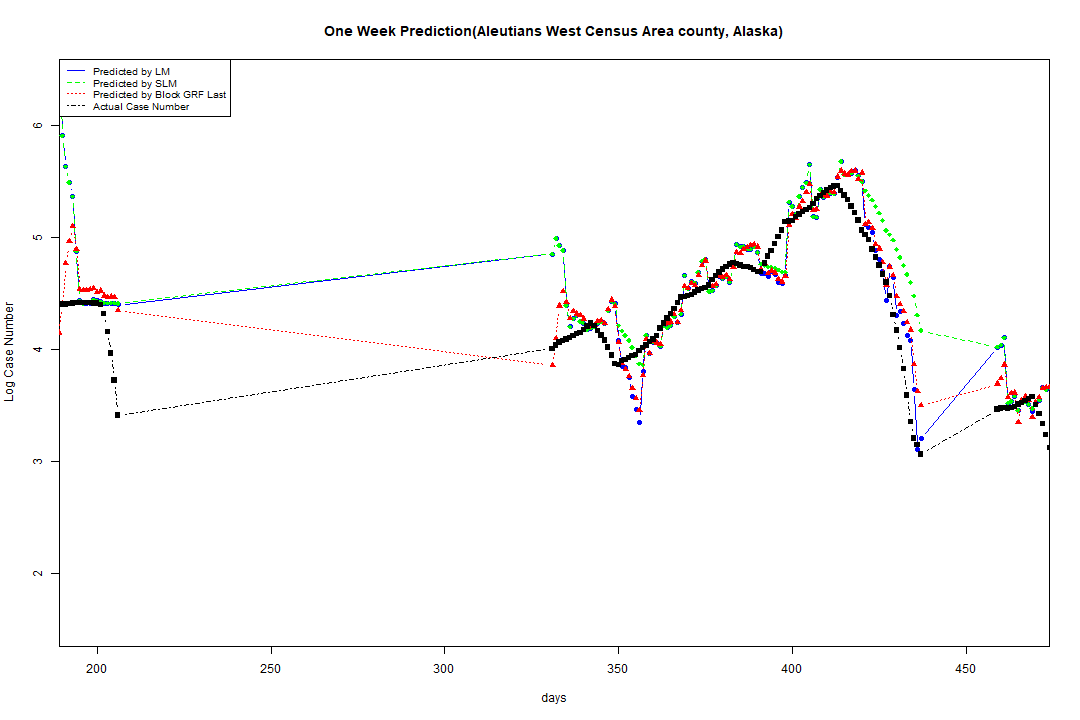 One Week Prediction(Aleutians West Census Area county, Alaska)
Predicted by LM
Predicted by SLM
Predicted by Block GRF Last
Actual Case Number
Log Case Number
6
5
4
3
2
200 250 300 350 400 450
days